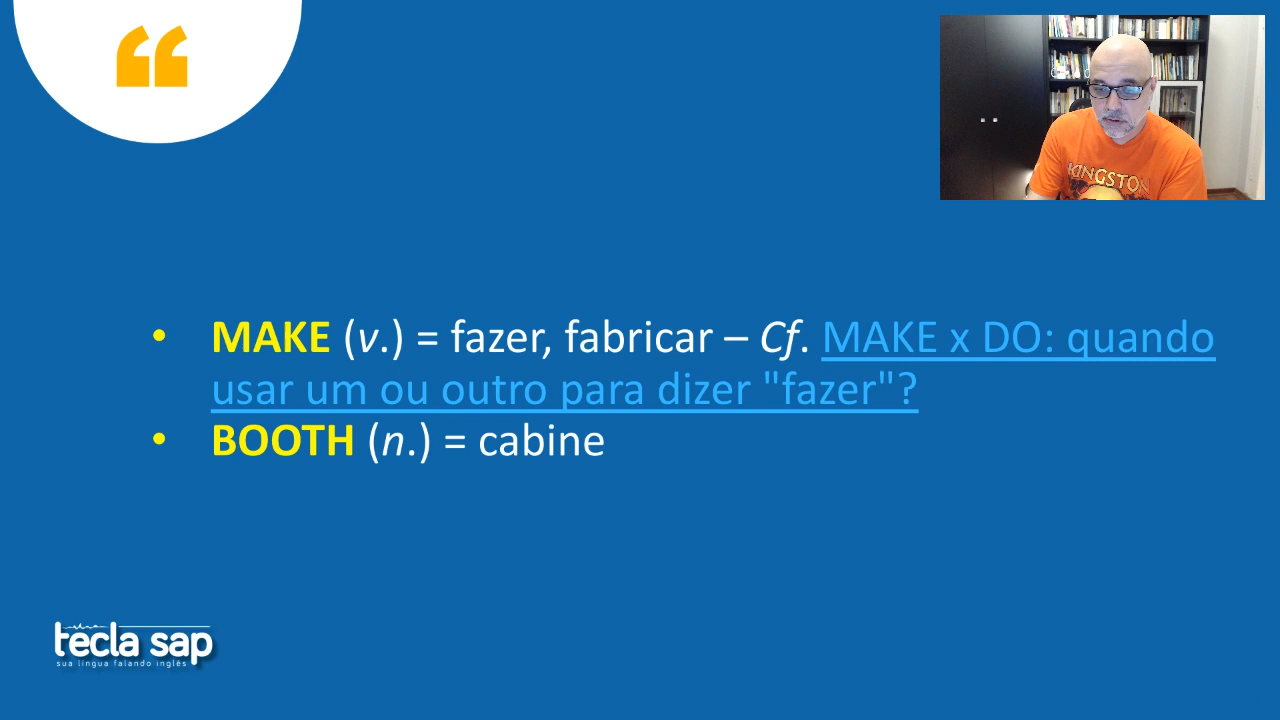 “
KINGSTON
• MAKE (v.) = fazer, fabricar – Cf. MAKE x DO: quando
usar um ou outro para dizer "fazer"?
• BOOTH (n.) = cabine
tecla sap
sua língua falando inglês